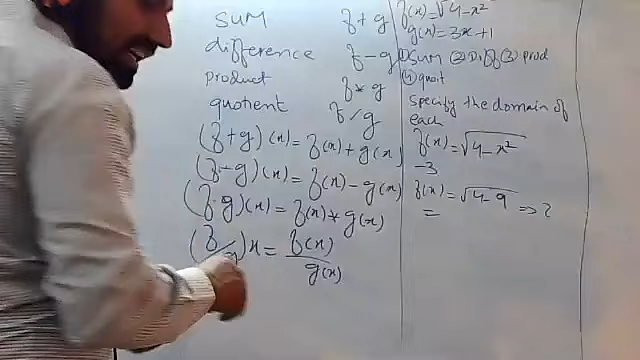 sum f + g
difference f - g
product f * g
quotient f / g
(f+g)(x) = f(x) + g(x)
(f-g)(x) = f(x) - g(x)
(f·g)(x) = f(x) * g(x)
(f/g)x = f(x)/g(x)
f(x) = √4-x²
g(x) = 3x+1
① Sum ② Diff ③ prod
④ quot
specify the domain of
each
f(x) = √4-x²
-3
f(x) = √4-9 ⇒ ?
=